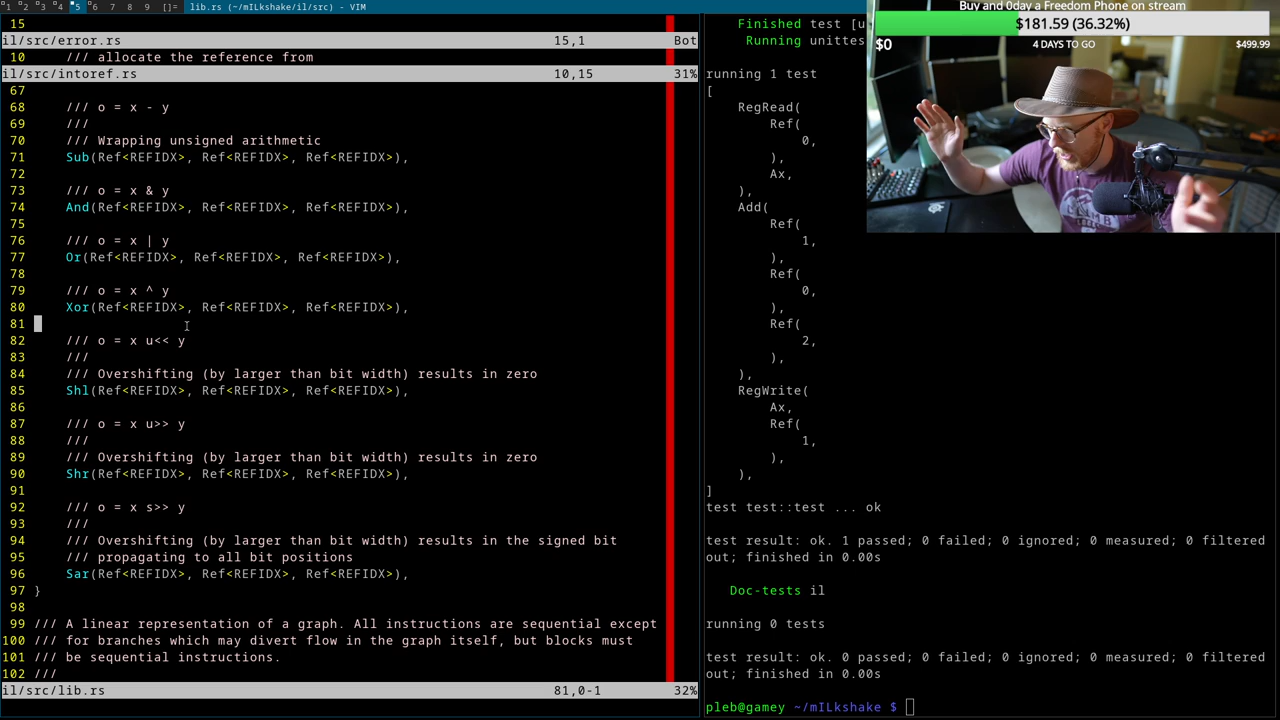 1 2 3 4 5 6 7 8 9 []= lib.rs (~/mILkshake/il/src) - VIM
15
il/src/error.rs 15,1 Bot
10 /// allocate the reference from
il/src/intoref.rs 10,15 31%
67
68 /// o = x - y
69 ///
70 /// Wrapping unsigned arithmetic
71 Sub(Ref<REFIDX>, Ref<REFIDX>, Ref<REFIDX>),
72
73 /// o = x & y
74 And(Ref<REFIDX>, Ref<REFIDX>, Ref<REFIDX>),
75
76 /// o = x | y
77 Or(Ref<REFIDX>, Ref<REFIDX>, Ref<REFIDX>),
78
79 /// o = x ^ y
80 Xor(Ref<REFIDX>, Ref<REFIDX>, Ref<REFIDX>),
81
82 /// o = x u<< y
83 ///
84 /// Overshifting (by larger than bit width) results in zero
85 Shl(Ref<REFIDX>, Ref<REFIDX>, Ref<REFIDX>),
86
87 /// o = x u>> y
88 ///
89 /// Overshifting (by larger than bit width) results in zero
90 Shr(Ref<REFIDX>, Ref<REFIDX>, Ref<REFIDX>),
91
92 /// o = x s>> y
93 ///
94 /// Overshifting (by larger than bit width) results in the signed bit
95 /// propagating to all bit positions
96 Sar(Ref<REFIDX>, Ref<REFIDX>, Ref<REFIDX>),
97 }
98
99 /// A linear representation of a graph. All instructions are sequential except
100 /// for branches which may divert flow in the graph itself, but blocks must
101 /// be sequential instructions.
102 ///
il/src/lib.rs 81,0-1 32%
Finished test [u
Running unittes
running 1 test
[
RegRead(
Ref(
0,
),
Ax,
),
Add(
Ref(
1,
),
Ref(
0,
),
Ref(
2,
),
),
RegWrite(
Ax,
Ref(
1,
),
),
]
test test::test ... ok
test result: ok. 1 passed; 0 failed; 0 ignored; 0 measured; 0 filtered
out; finished in 0.00s
Doc-tests il
running 0 tests
test result: ok. 0 passed; 0 failed; 0 ignored; 0 measured; 0 filtered
out; finished in 0.00s
pleb@gamey ~/mILkshake $
Buy and 0day a Freedom Phone on stream
$181.59 (36.32%)
$0 4 DAYS TO GO $499.99